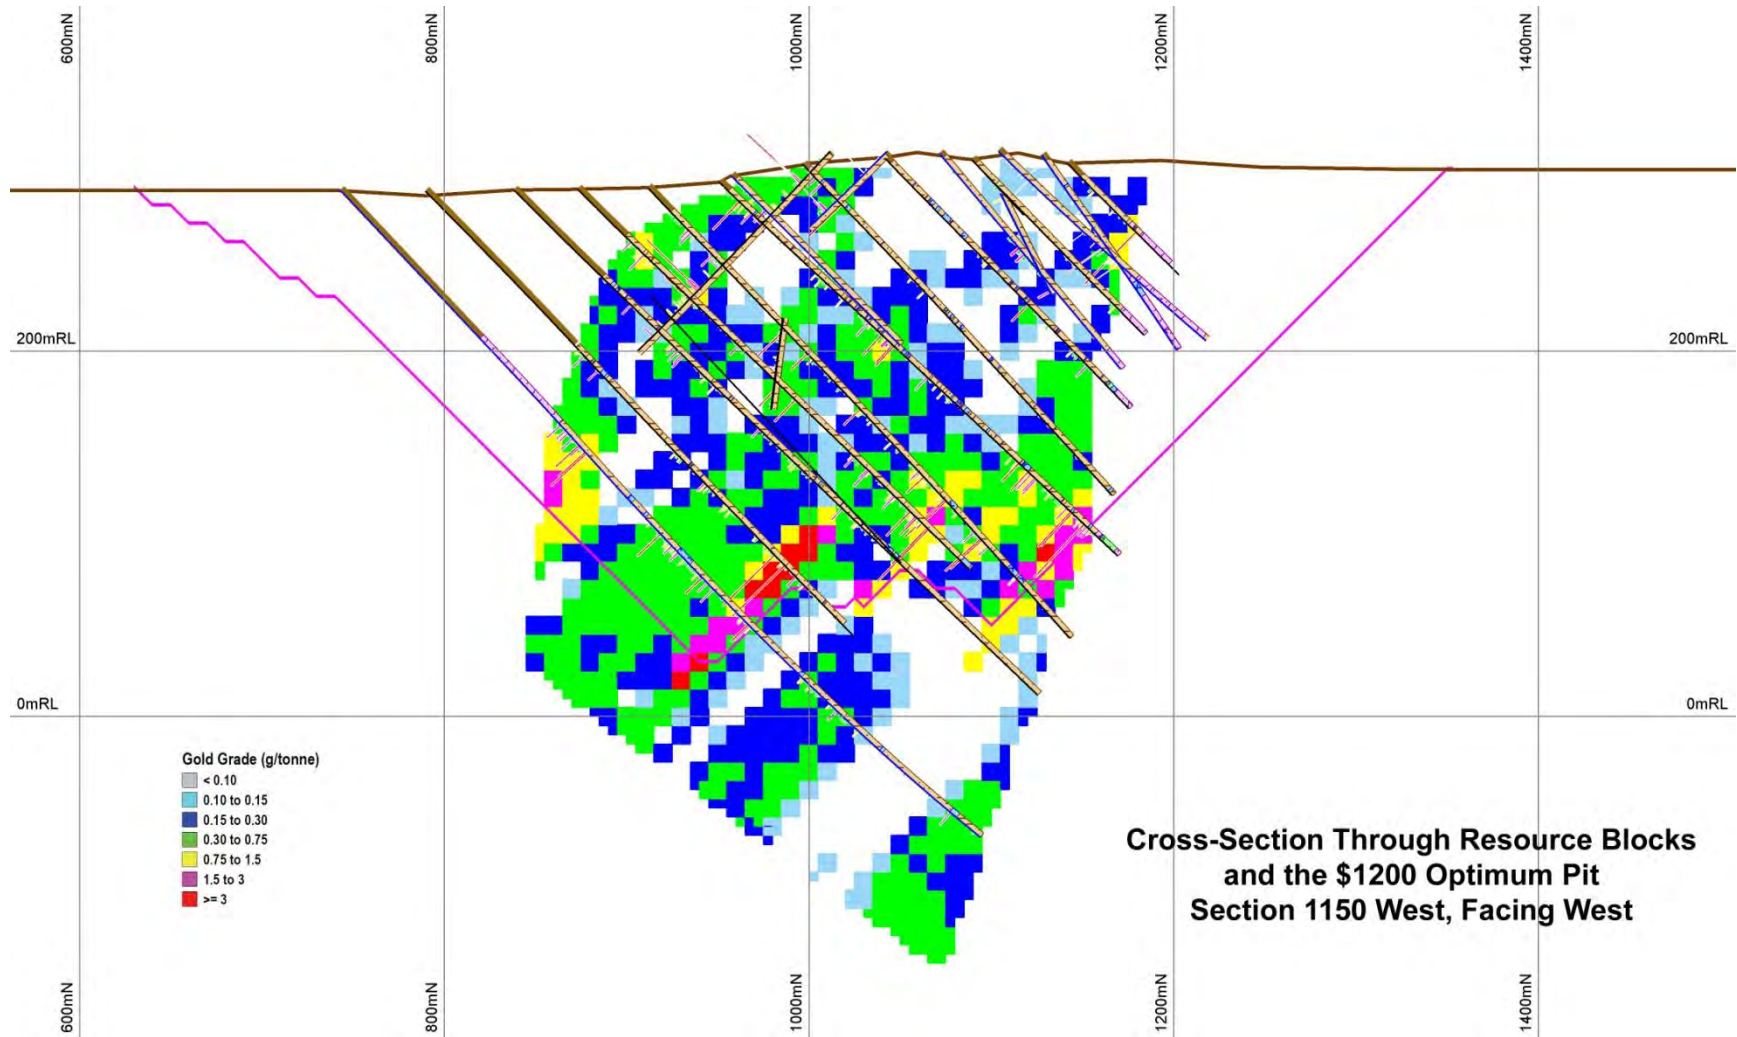 600mN
800mN
1000mN
1200mN
1400mN
200mRL
200mRL
0mRL
0mRL
Gold Grade (g/tonne)
< 0.10
0.10 to 0.15
0.15 to 0.30
0.30 to 0.75
0.75 to 1.5
1.5 to 3
>= 3
Cross-Section Through Resource Blocks
and the $1200 Optimum Pit
Section 1150 West, Facing West
600mN
800mN
1000mN
1200mN
1400mN